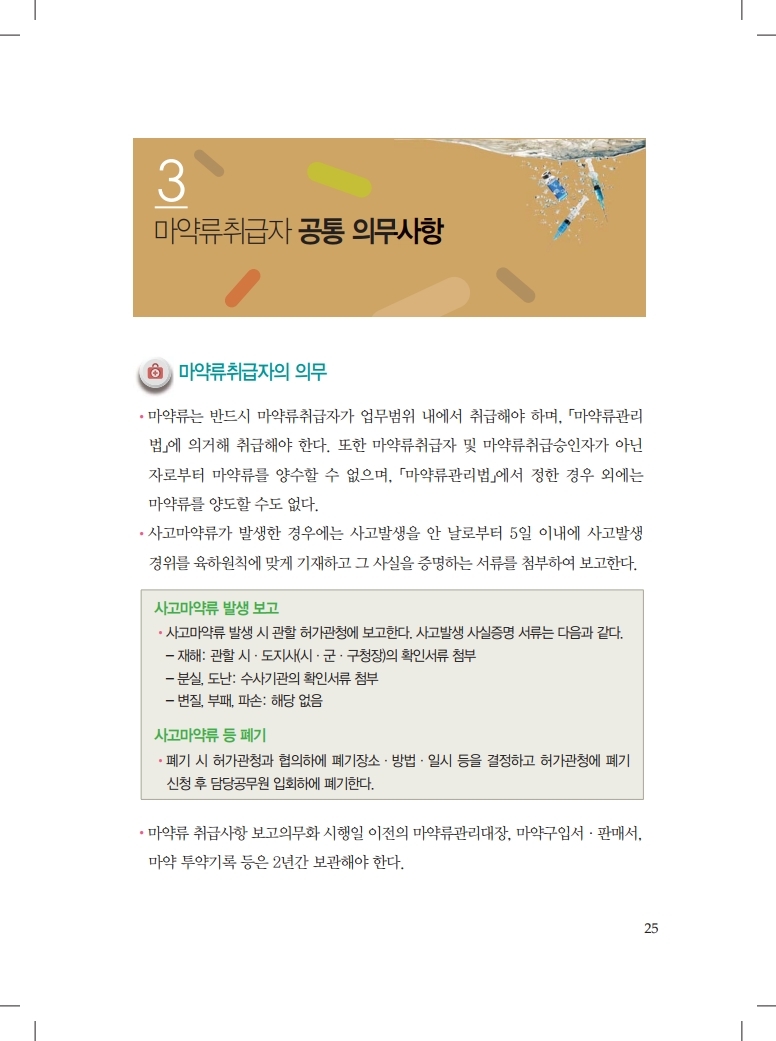 3
마약류취급자 공통 의무사항
마약류취급자의 의무
• 마약류는 반드시 마약류취급자가 업무범위 내에서 취급해야 하며, 「마약류관리
법」에 의거해 취급해야 한다. 또한 마약류취급자 및 마약류취급승인자가 아닌
자로부터 마약류를 양수할 수 없으며, 「마약류관리법」에서 정한 경우 외에는
마약류를 양도할 수도 없다.
• 사고마약류가 발생한 경우에는 사고발생을 안 날로부터 5일 이내에 사고발생
경위를 육하원칙에 맞게 기재하고 그 사실을 증명하는 서류를 첨부하여 보고한다.
사고마약류 발생 보고
• 사고마약류 발생 시 관할 허가관청에 보고한다. 사고발생 사실증명 서류는 다음과 같다.
– 재해: 관할 시 · 도지사(시 · 군 · 구청장)의 확인서류 첨부
– 분실, 도난: 수사기관의 확인서류 첨부
– 변질, 부패, 파손: 해당 없음
사고마약류 등 폐기
• 폐기 시 허가관청과 협의하에 폐기장소 · 방법 · 일시 등을 결정하고 허가관청에 폐기
신청 후 담당공무원 입회하에 폐기한다.
• 마약류 취급사항 보고의무화 시행일 이전의 마약류관리대장, 마약구입서 · 판매서,
마약 투약기록 등은 2년간 보관해야 한다.
25